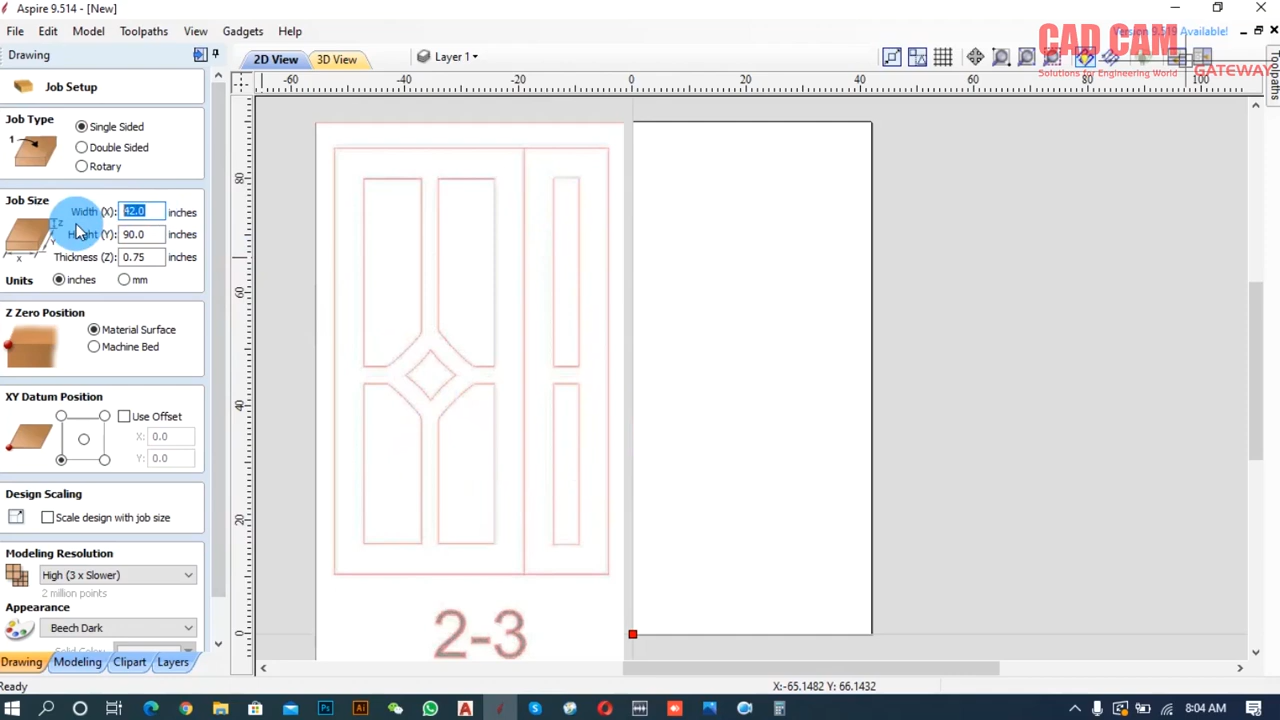 Aspire 9.514 - [New]
File Edit Model Toolpaths View Gadgets Help
Version 9.519 Available!
CAD CAM
Solutions for Engineering World
GATEWAY
Drawing
2D View 3D View Layer 1
Job Setup
-60 -40 -20 0 20 40 60 80 100
Toolpaths
Job Type
Single Sided
Double Sided
Rotary
Job Size
Width (X): 42.0 inches
Height (Y): 90.0 inches
Thickness (Z): 0.75 inches
Units inches mm
Z Zero Position
Material Surface
Machine Bed
XY Datum Position
Use Offset
X: 0.0
Y: 0.0
Design Scaling
Scale design with job size
Modeling Resolution
High (3 x Slower)
2 million points
Appearance
Beech Dark
80
60
40
20
0
2-3
Drawing Modeling Clipart Layers
Ready
X:-65.1482 Y: 66.1432
8:04 AM